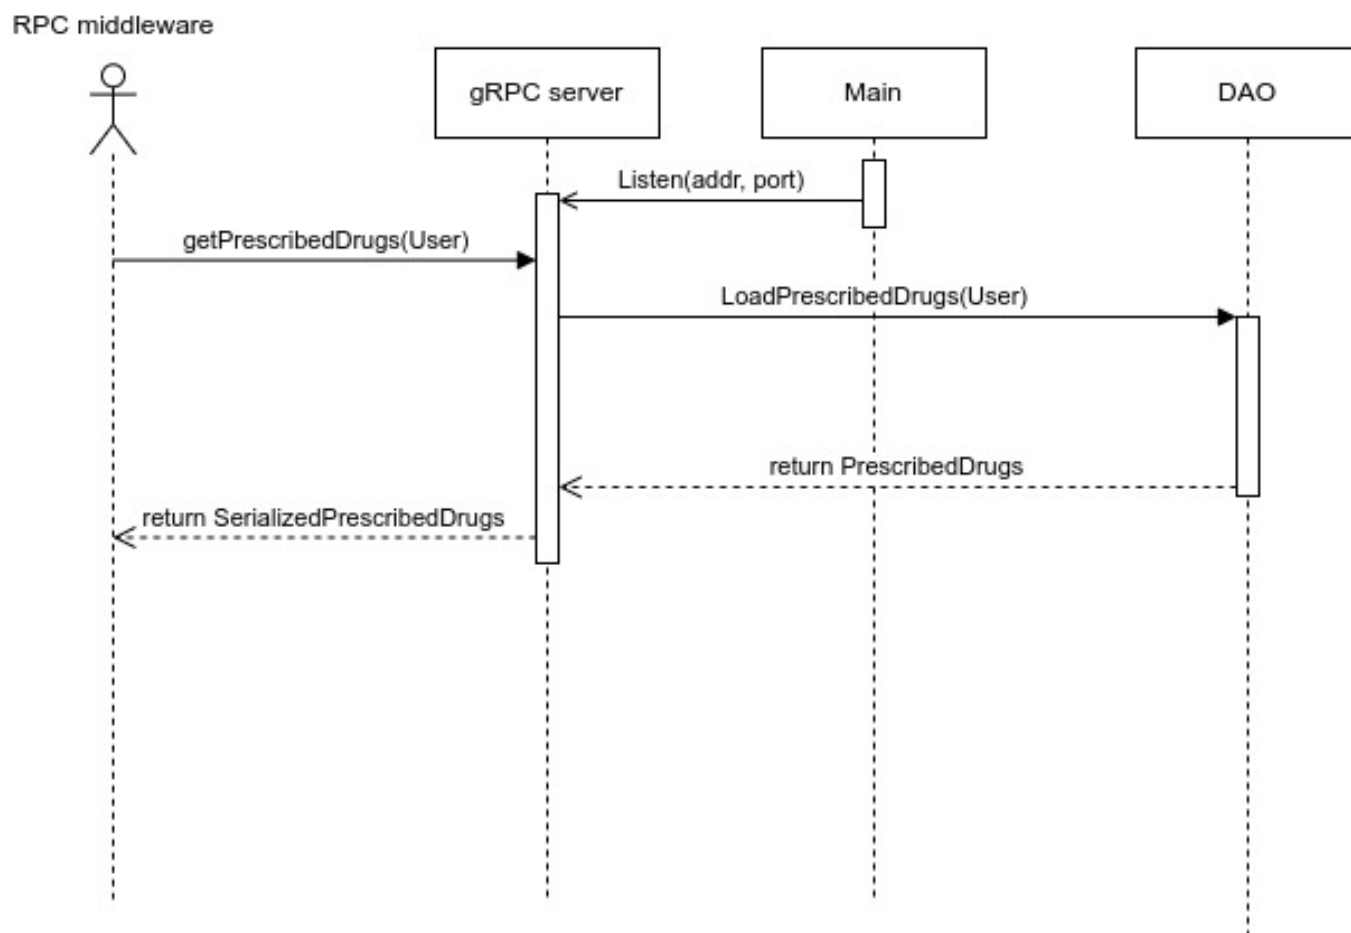 RPC middleware
gRPC server
Main
DAO
Listen(addr, port)
getPrescribedDrugs(User)
LoadPrescribedDrugs(User)
return PrescribedDrugs
return SerializedPrescribedDrugs